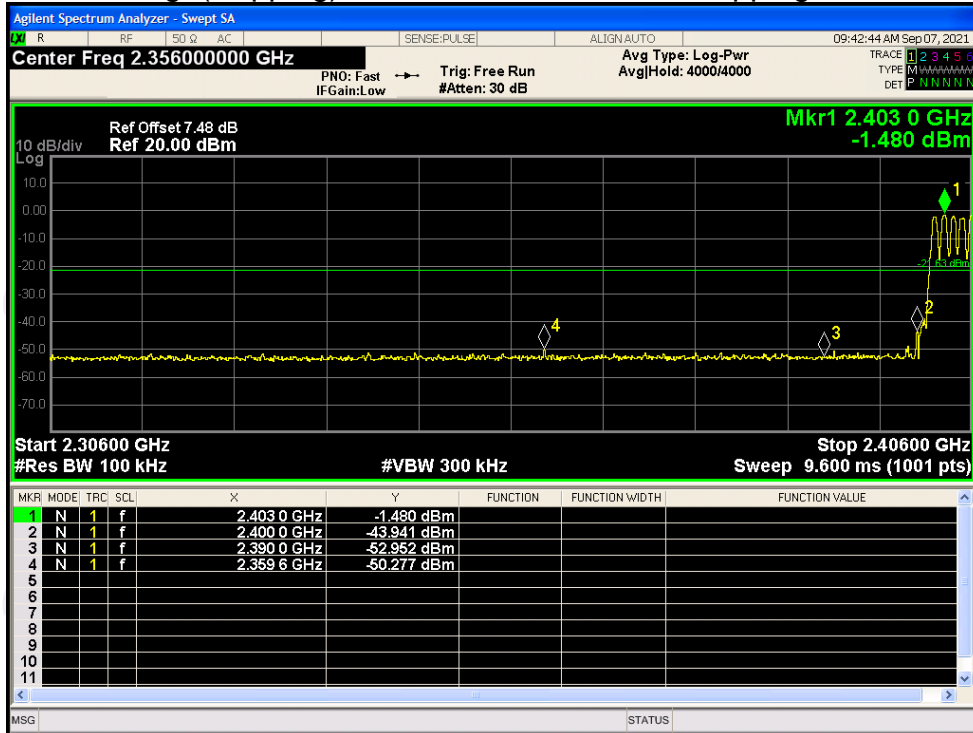 Agilent Spectrum Analyzer - Swept SA
LXI R RF 50 Ω AC SENSE:PULSE ALIGN AUTO 09:42:44 AM Sep 07, 2021
Center Freq 2.356000000 GHz Avg Type: Log-Pwr TRACE 1 2 3 4 5 6
PNO: Fast Trig: Free Run Avg|Hold: 4000/4000 TYPE M
IFGain:Low #Atten: 30 dB DET P N N N N N
Mkr1 2.403 0 GHz
Ref Offset 7.48 dB
10 dB/div Ref 20.00 dBm -1.480 dBm
Log
10.0
1
0.00
-10.0
-20.0
-21.63 dBm
-30.0
2
-40.0
4
3
-50.0
-60.0
-70.0
Start 2.30600 GHz Stop 2.40600 GHz
#Res BW 100 kHz #VBW 300 kHz Sweep 9.600 ms (1001 pts)
MKR MODE TRC SCL X Y FUNCTION FUNCTION WIDTH FUNCTION VALUE
1 N 1 f 2.403 0 GHz -1.480 dBm
2 N 1 f 2.400 0 GHz -43.941 dBm
3 N 1 f 2.390 0 GHz -52.952 dBm
4 N 1 f 2.359 6 GHz -50.277 dBm
5
6
7
8
9
10
11
MSG STATUS